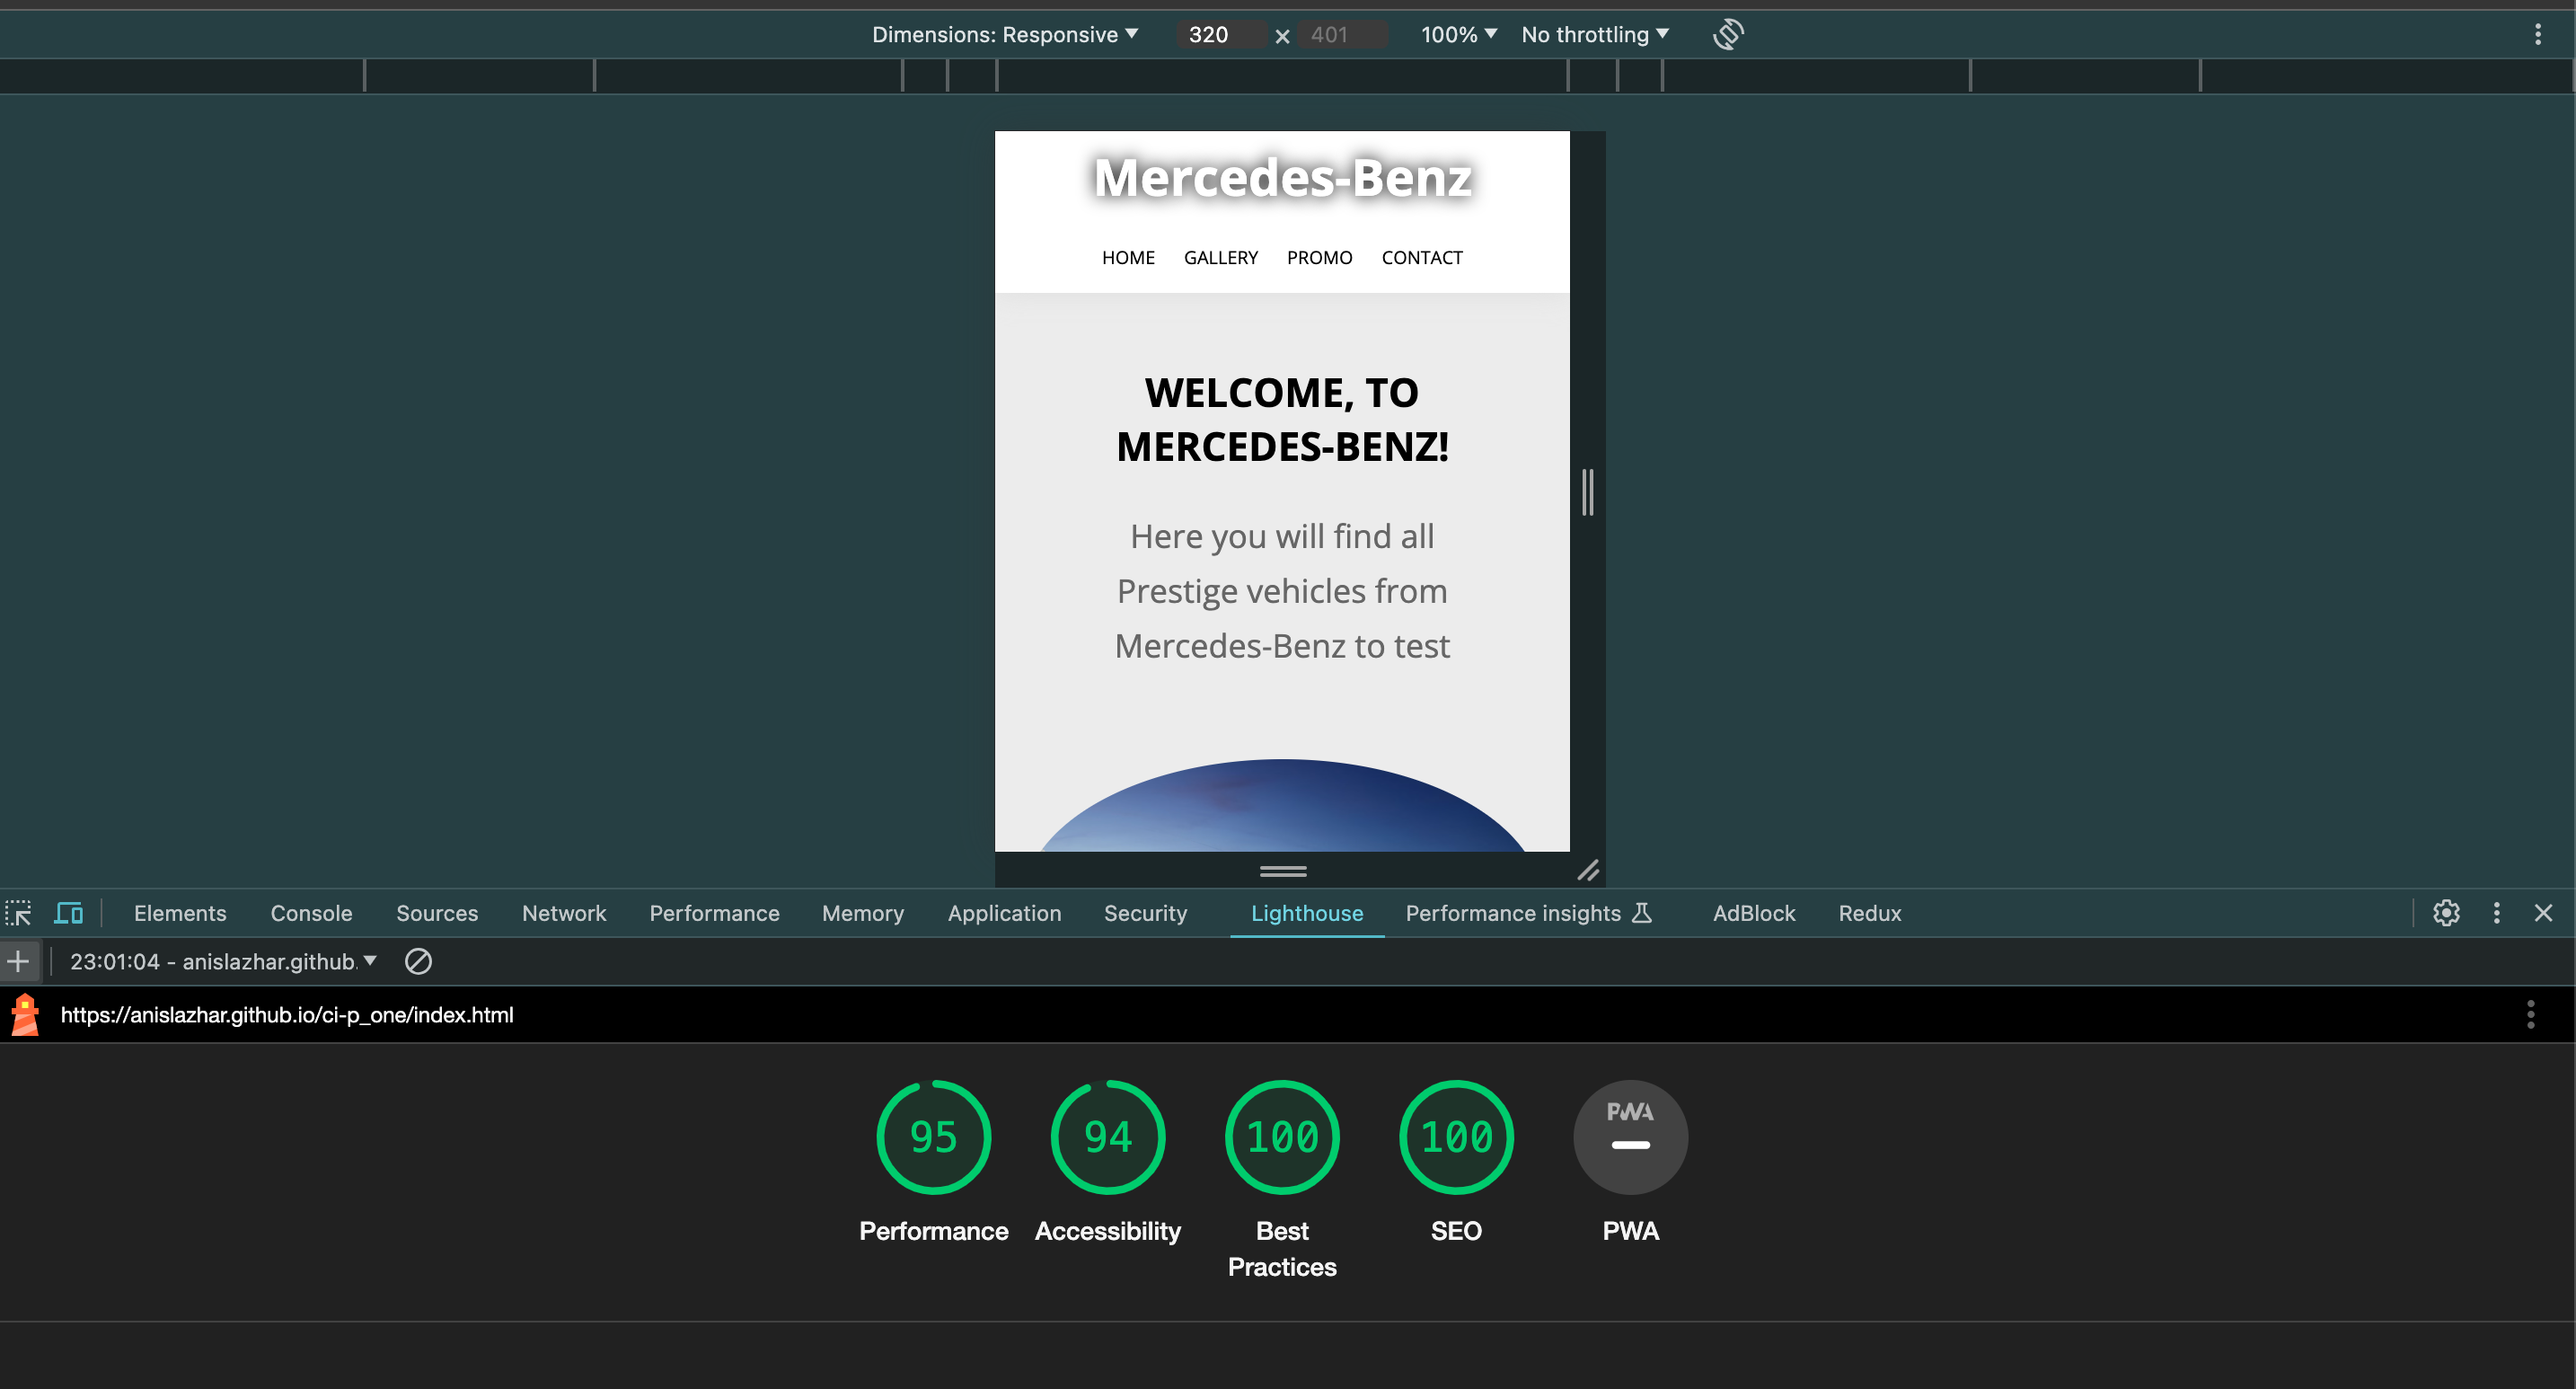 Dimensions: Responsive 320 × 401 100% No throttling
Mercedes-Benz
HOME GALLERY PROMO CONTACT
WELCOME, TO
MERCEDES-BENZ!
Here you will find all
Prestige vehicles from
Mercedes-Benz to test
Elements Console Sources Network Performance Memory Application Security Lighthouse Performance insights AdBlock Redux
23:01:04 - anislazhar.github.
https://anislazhar.github.io/ci-p_one/index.html
95 94 100 100 PWA
Performance Accessibility Best Practices SEO PWA